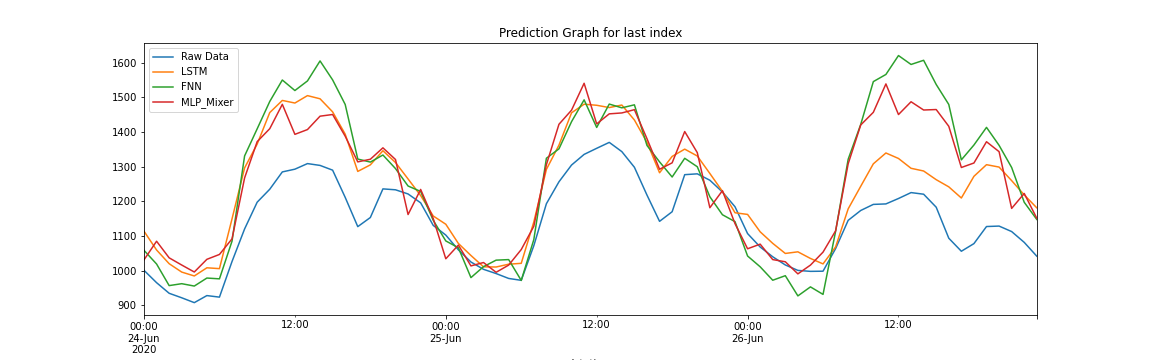 Prediction Graph for last index
Raw Data
LSTM
FNN
MLP_Mixer
1600
1500
1400
1300
1200
1100
1000
900
00:00
24-Jun
2020
12:00
00:00
25-Jun
12:00
00:00
26-Jun
12:00